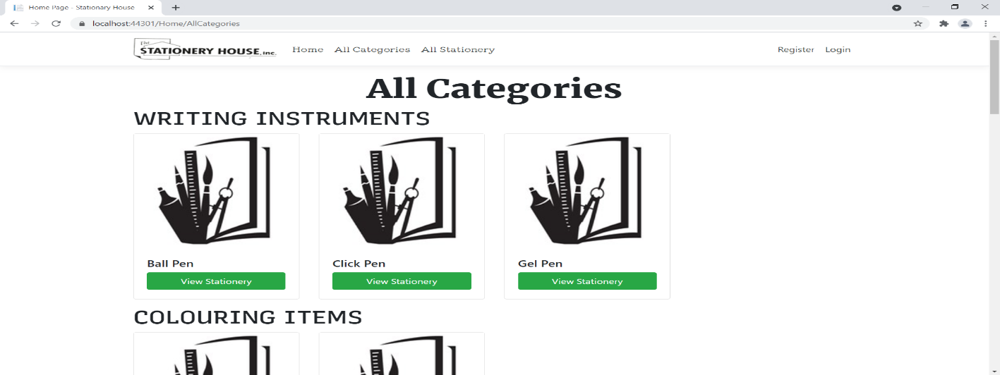 Home Page - Stationary House
localhost:44301/Home/AllCategories
The
STATIONERY HOUSE, Inc.
Home All Categories All Stationery Register Login
All Categories
WRITING INSTRUMENTS
Ball Pen Click Pen Gel Pen
View Stationery View Stationery View Stationery
COLOURING ITEMS